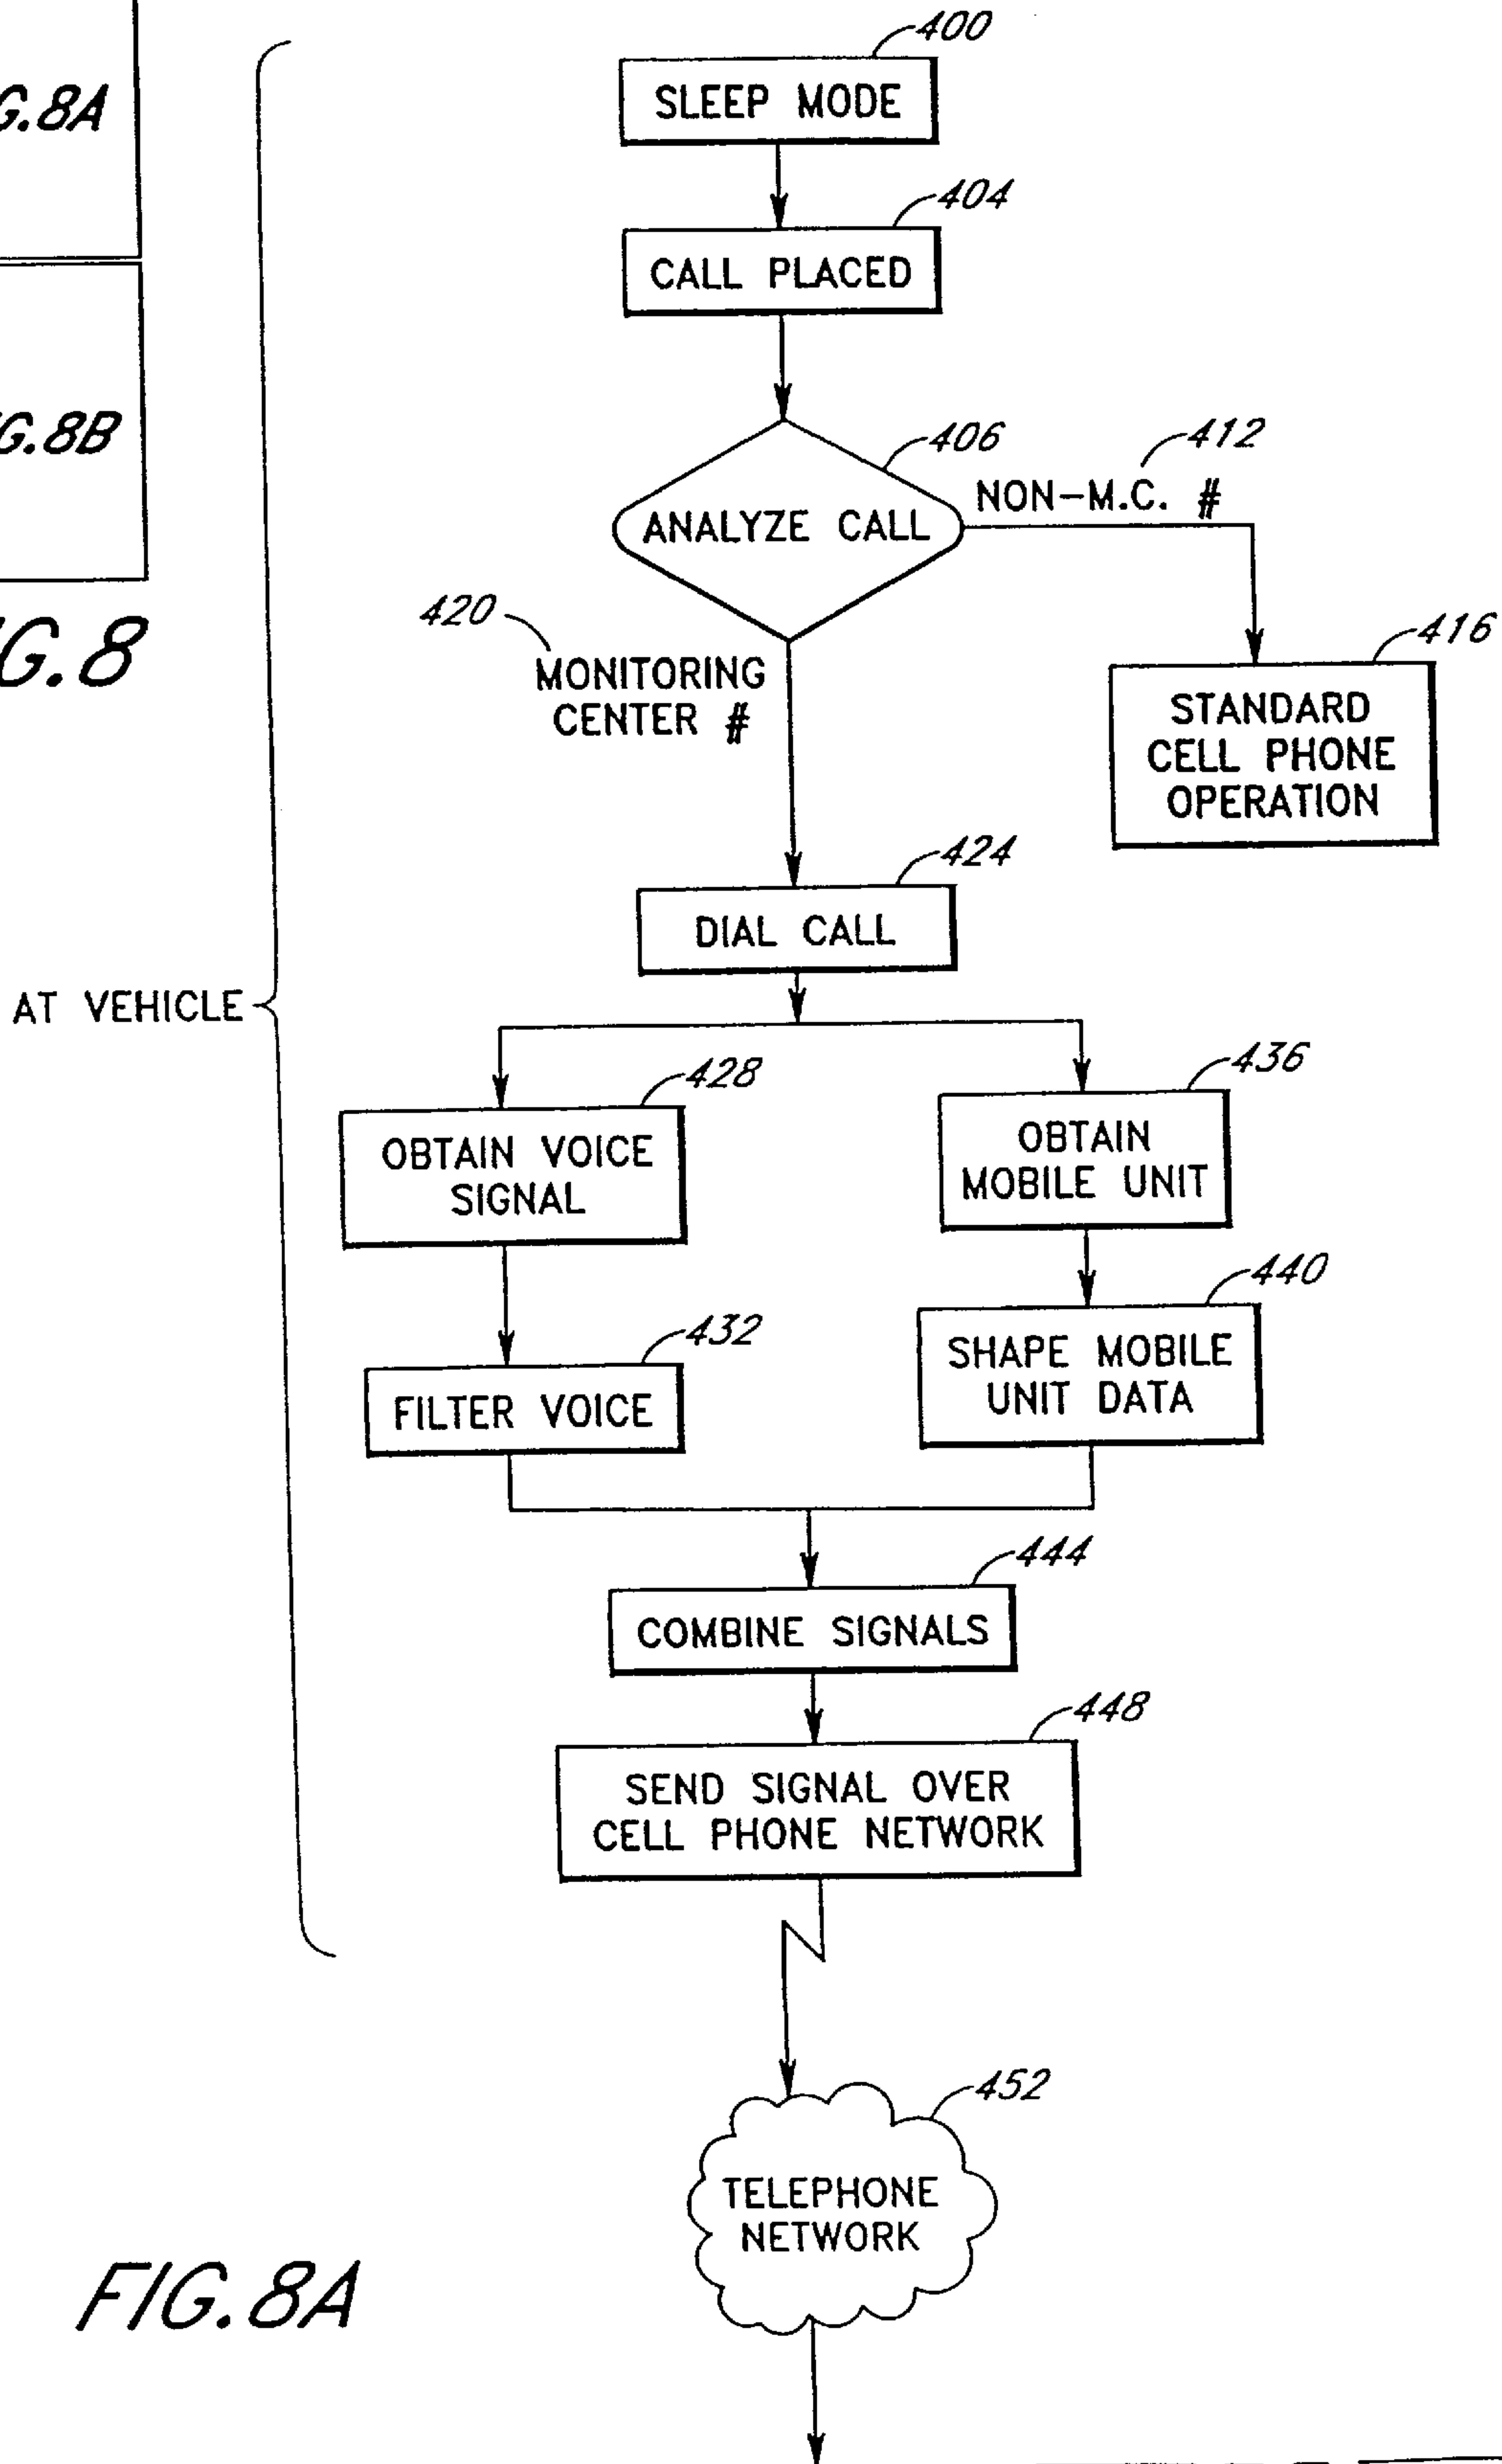 400
SLEEP MODE
G.8A
404
CALL PLACED
G.8B
406
412
NON-M.C. #
ANALYZE CALL
G.8
420
MONITORING
CENTER #
416
STANDARD
CELL PHONE
OPERATION
424
DIAL CALL
AT VEHICLE
428
OBTAIN VOICE
SIGNAL
436
OBTAIN
MOBILE UNIT
432
FILTER VOICE
440
SHAPE MOBILE
UNIT DATA
444
COMBINE SIGNALS
448
SEND SIGNAL OVER
CELL PHONE NETWORK
452
TELEPHONE
NETWORK
FIG.8A